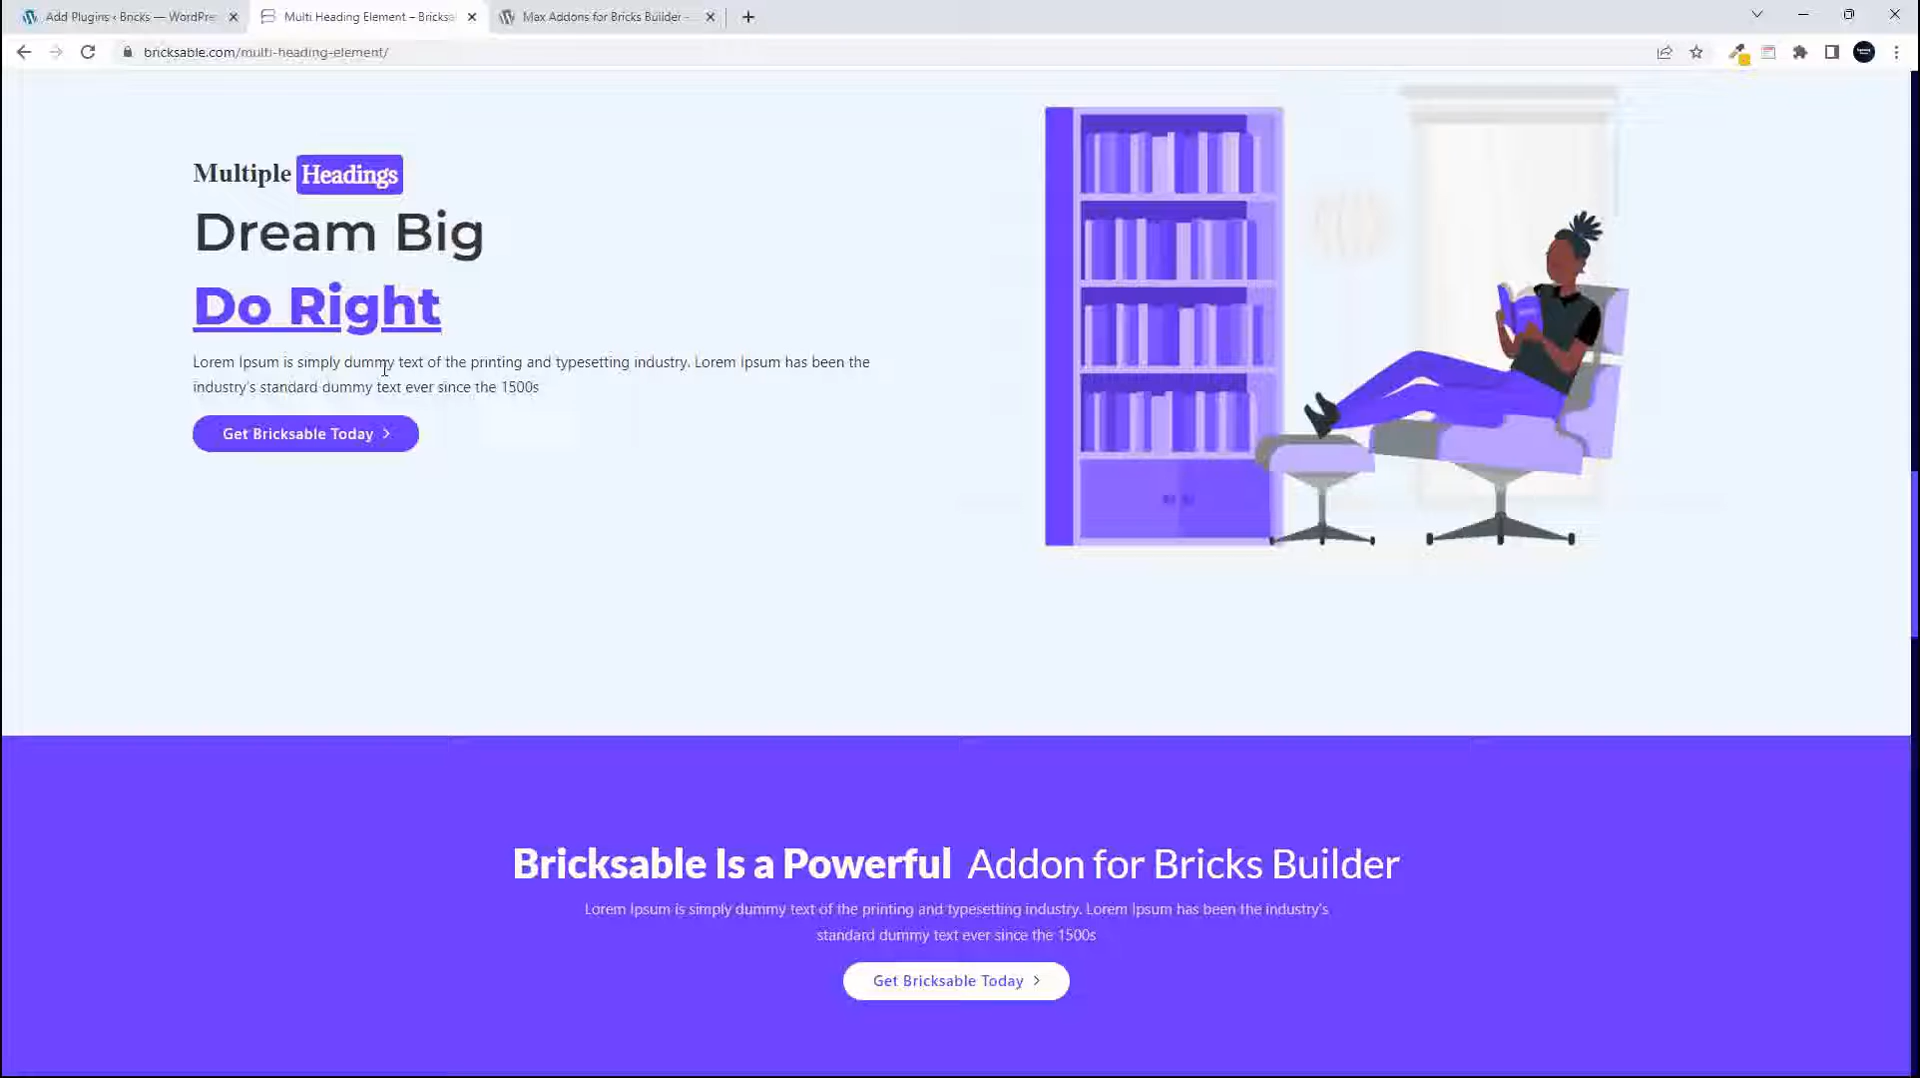 Add Plugins ‹ Bricks — WordPre
Multi Heading Element – Bricksa
Max Addons for Bricks Builder -
bricksable.com/multi-heading-element/
Multiple Headings
Dream Big
Do Right
Lorem Ipsum is simply dummy text of the printing and typesetting industry. Lorem Ipsum has been the
industry's standard dummy text ever since the 1500s
Get Bricksable Today
Bricksable Is a Powerful Addon for Bricks Builder
Lorem Ipsum is simply dummy text of the printing and typesetting industry. Lorem Ipsum has been the industry's
standard dummy text ever since the 1500s
Get Bricksable Today